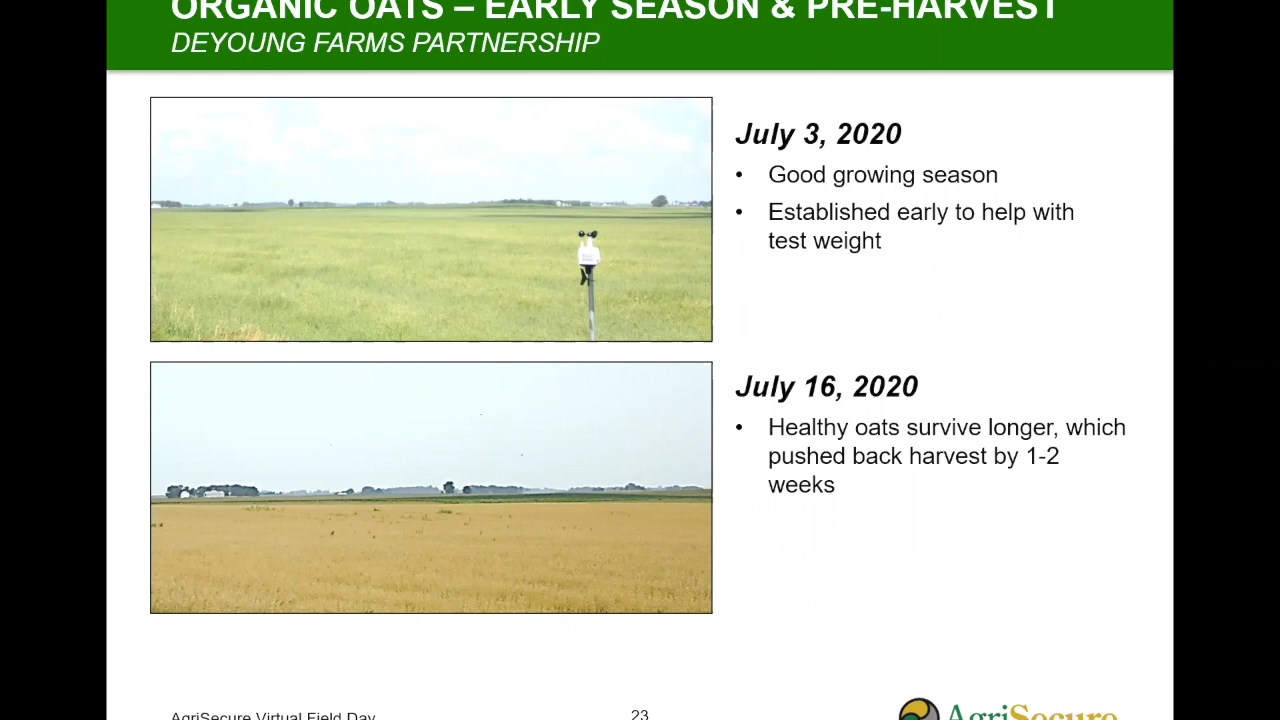 ORGANIC OATS – EARLY SEASON & PRE-HARVEST
DEYOUNG FARMS PARTNERSHIP
July 3, 2020
• Good growing season
• Established early to help with
test weight
July 16, 2020
• Healthy oats survive longer, which
pushed back harvest by 1-2
weeks
AgriSecure Virtual Field Day
23
AgriSecure